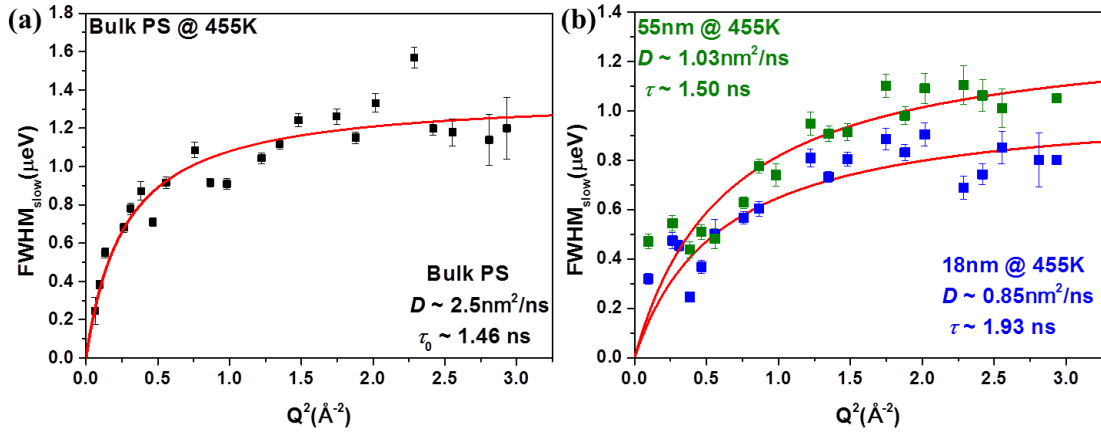 (a)
Bulk PS @ 455K
1.8
1.6
1.4
1.2
1.0
0.8
0.6
0.4
0.2
0.0
FWHMslow(μeV)
Bulk PS
D ~ 2.5nm²/ns
τ₀ ~ 1.46 ns
0.0 0.5 1.0 1.5 2.0 2.5 3.0
Q²(Å⁻²)
(b)
55nm @ 455K
D ~ 1.03nm²/ns
τ ~ 1.50 ns
1.4
1.2
1.0
0.8
0.6
0.4
0.2
0.0
FWHMslow(μeV)
18nm @ 455K
D ~ 0.85nm²/ns
τ ~ 1.93 ns
0.0 0.5 1.0 1.5 2.0 2.5 3.0
Q²(Å⁻²)